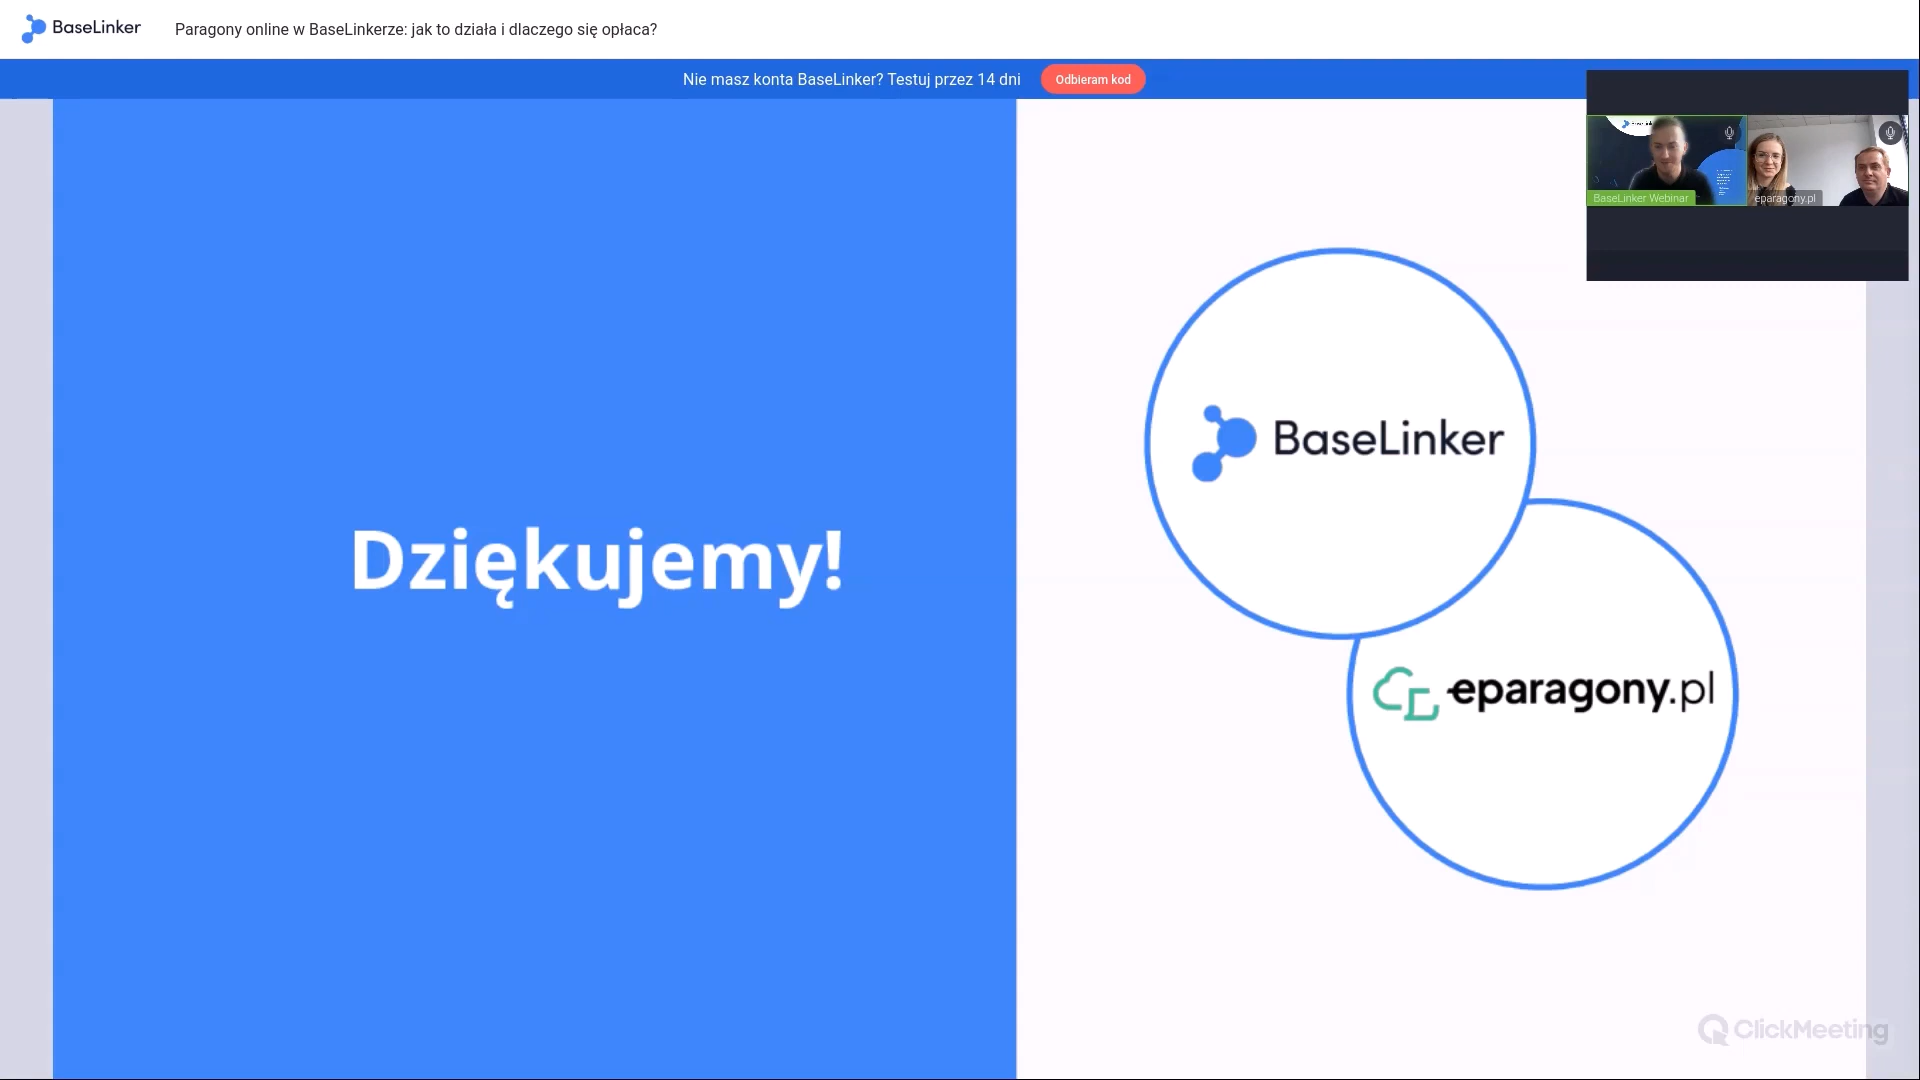 BaseLinker
Paragony online w BaseLinkerze: jak to działa i dlaczego się opłaca?
Nie masz konta BaseLinker? Testuj przez 14 dni
Odbieram kod
BaseLinker Webinar
eparagony.pl
Dziękujemy!
BaseLinker
eparagony.pl
ClickMeeting